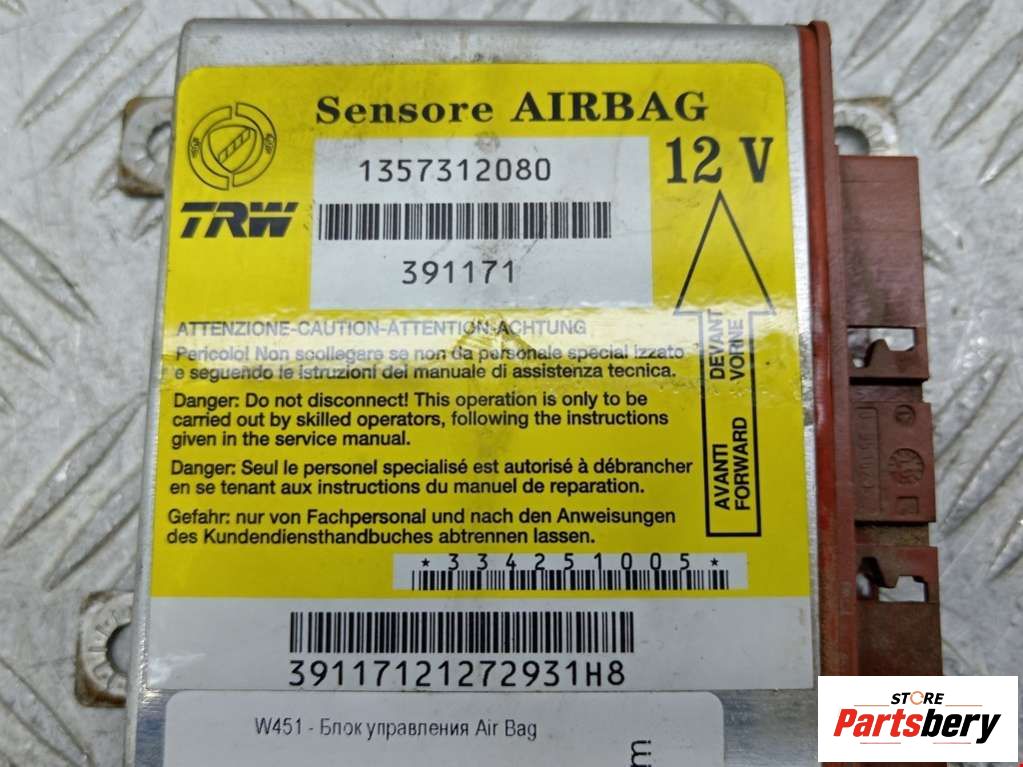 Sensore AIRBAG
12 V
1357312080
TRW
391171
ATTENZIONE-CAUTION-ATTENTION-ACHTUNG
Pericolo! Non scollegare se non da personale specializzato
e seguendo le istruzioni del manuale di assistenza tecnica.
Danger: Do not disconnect! This operation is only to be
carried out by skilled operators, following the instructions
given in the service manual.
Danger: Seul le personel specialisé est autorisé à débrancher
en se tenant aux instructions du manuel de reparation.
Gefahr: nur von Fachpersonal und nach den Anweisungen
des Kundendiensthandbuches abtrennen lassen.
DEVANT
VORNE
AVANTI
FORWARD
*334251005*
39117121272931H8
W451 - Блок управления Air Bag
m
STORE
Partsbery